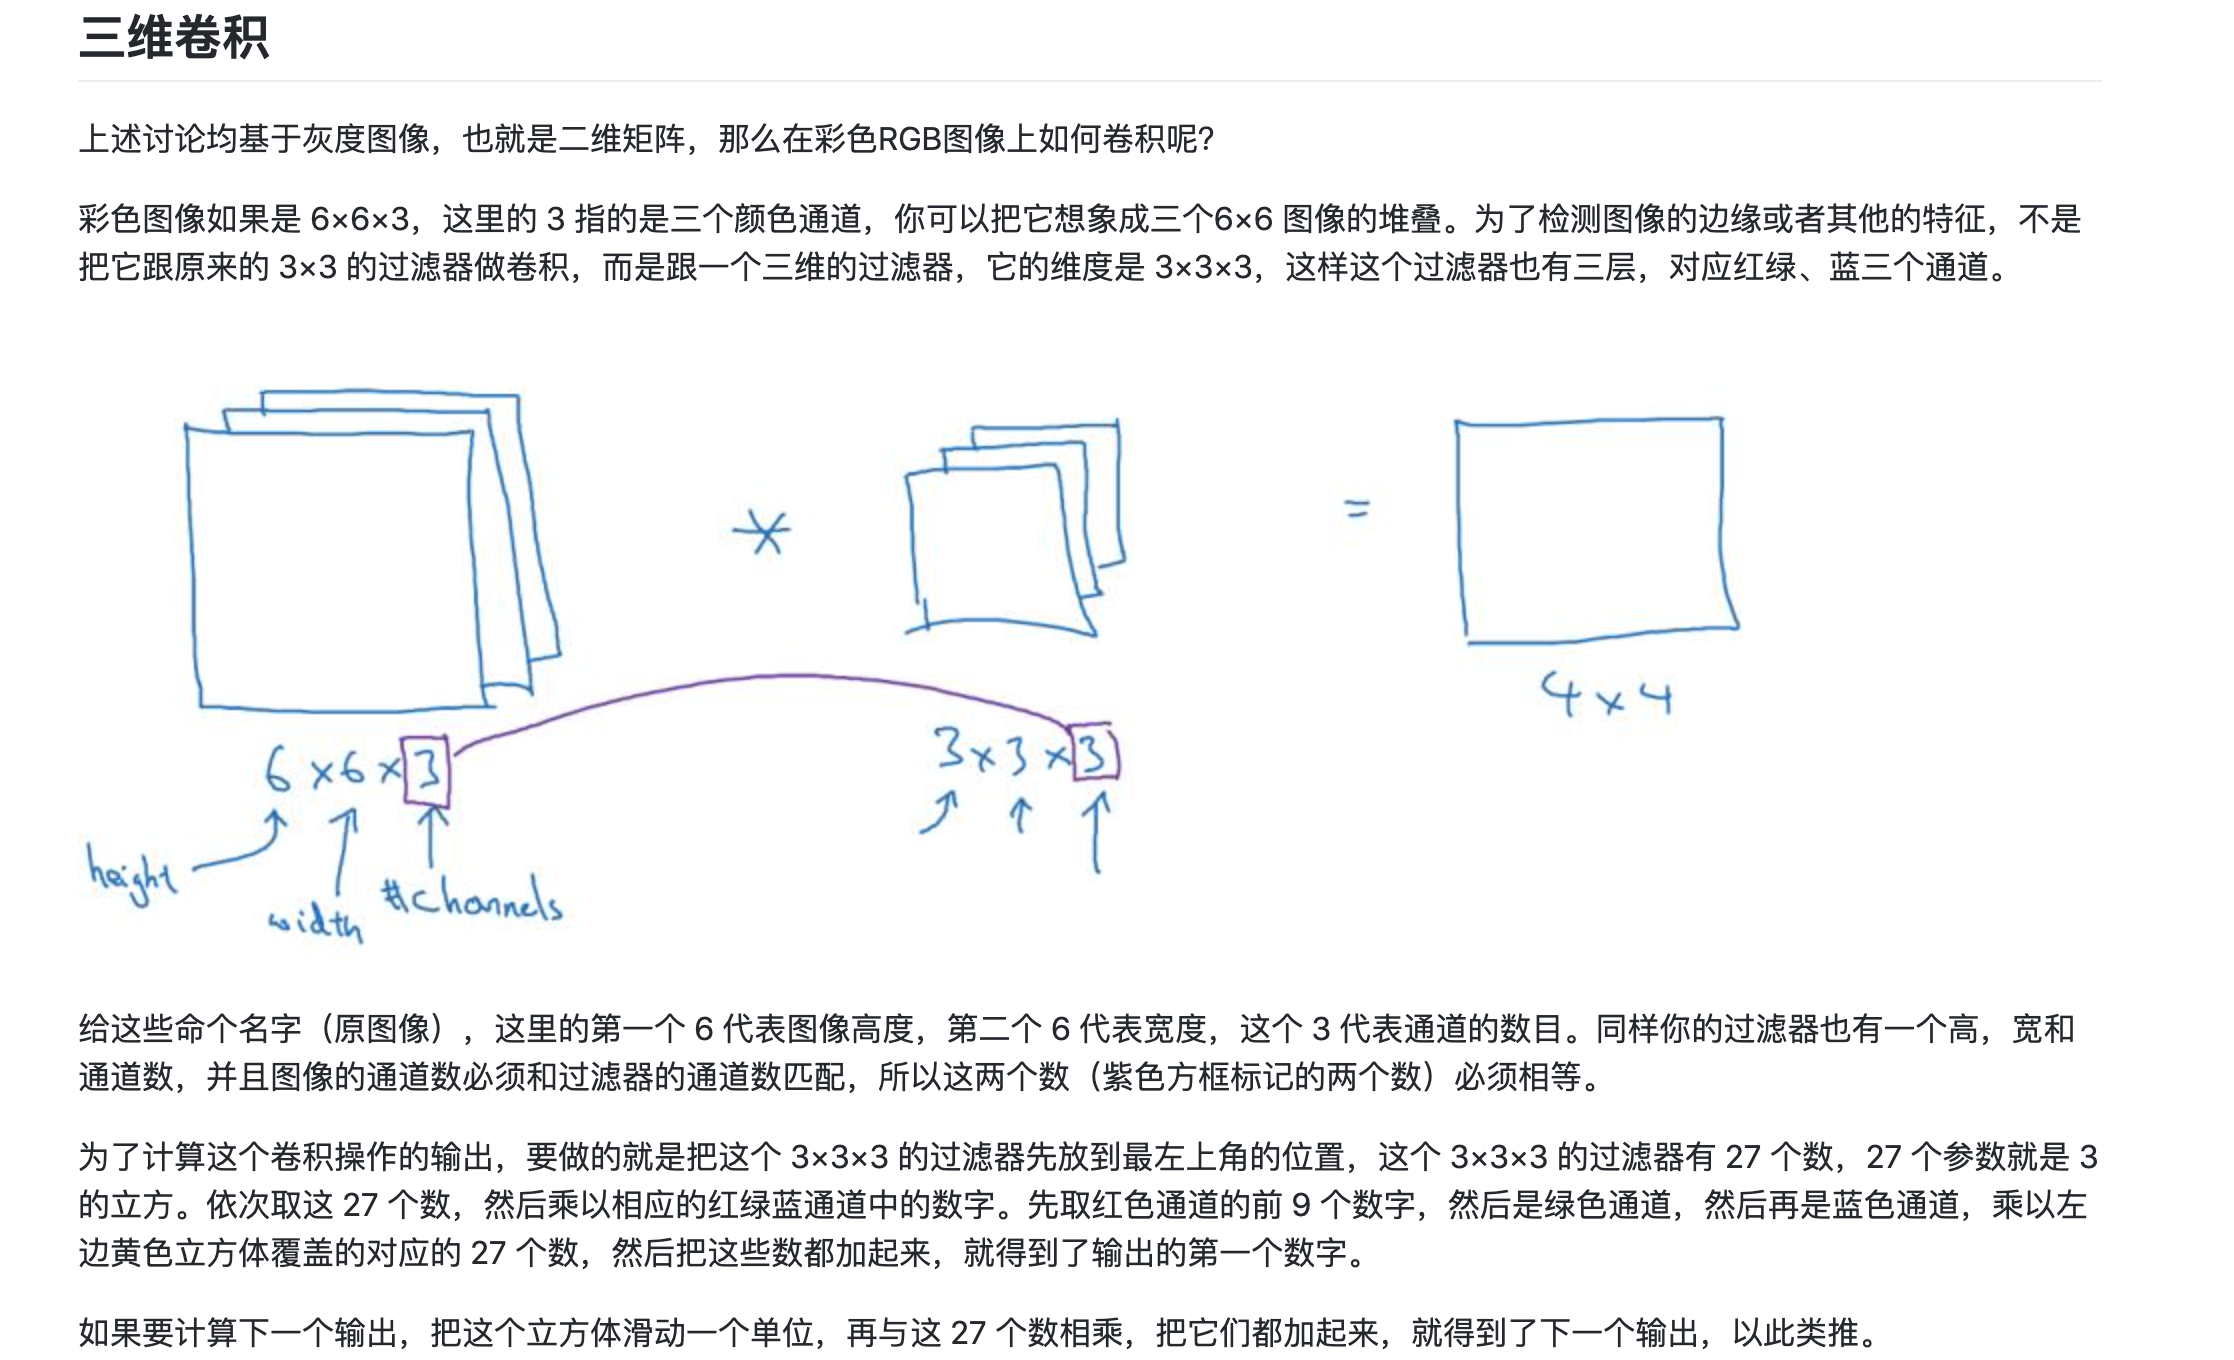 三维卷积
上述讨论均基于灰度图像，也就是二维矩阵，那么在彩色RGB图像上如何卷积呢?
彩色图像如果是 6×6×3，这里的 3 指的是三个颜色通道，你可以把它想象成三个6×6 图像的堆叠。为了检测图像的边缘或者其他的特征，不是
把它跟原来的 3×3 的过滤器做卷积，而是跟一个三维的过滤器，它的维度是 3×3×3，这样这个过滤器也有三层，对应红绿、蓝三个通道。
* =
4×4
6×6×3 3×3×3
height
width #channels
给这些命个名字（原图像），这里的第一个 6 代表图像高度，第二个 6 代表宽度，这个 3 代表通道的数目。同样你的过滤器也有一个高，宽和
通道数，并且图像的通道数必须和过滤器的通道数匹配，所以这两个数（紫色方框标记的两个数）必须相等。
为了计算这个卷积操作的输出，要做的就是把这个 3×3×3 的过滤器先放到最左上角的位置，这个 3×3×3 的过滤器有 27 个数，27 个参数就是 3
的立方。依次取这 27 个数，然后乘以相应的红绿蓝通道中的数字。先取红色通道的前 9 个数字，然后是绿色通道，然后再是蓝色通道，乘以左
边黄色立方体覆盖的对应的 27 个数，然后把这些数都加起来，就得到了输出的第一个数字。
如果要计算下一个输出，把这个立方体滑动一个单位，再与这 27 个数相乘，把它们都加起来，就得到了下一个输出，以此类推。